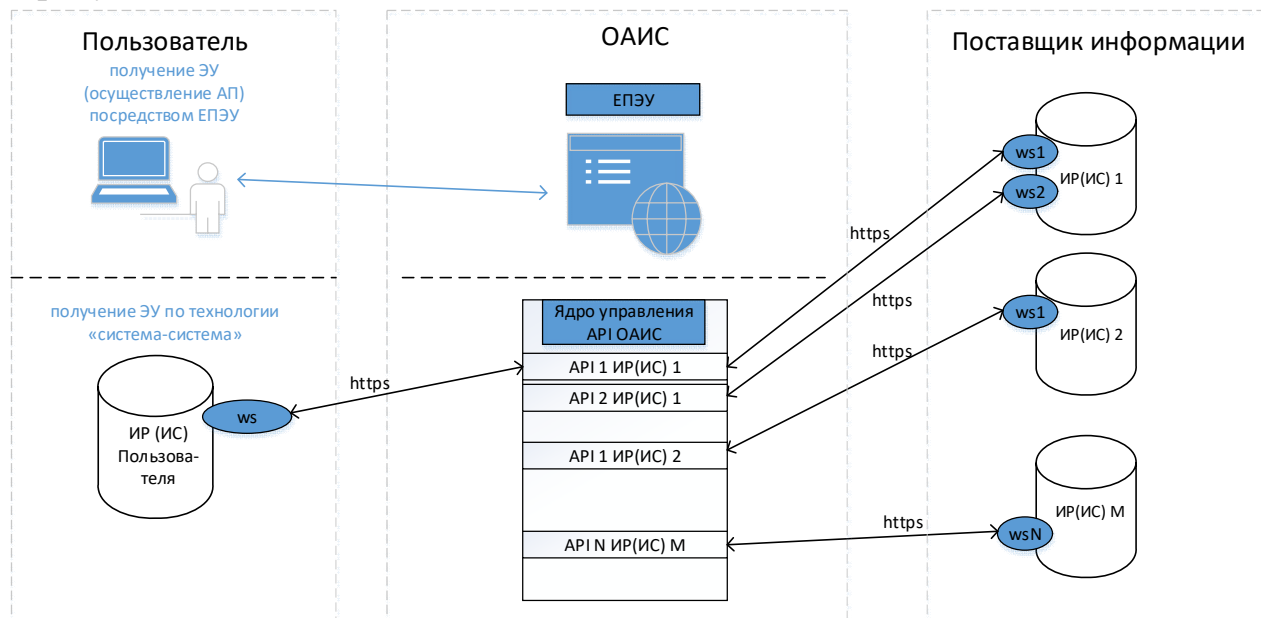 Пользователь
получение ЭУ
(осуществление АП)
посредством ЕПЭУ
получение ЭУ по технологии
«система-система»
ИР (ИС)
Пользова-
теля
ws
https
ОАИС
ЕПЭУ
Ядро управления
API ОАИС
API 1 ИР(ИС) 1
API 2 ИР(ИС) 1
API 1 ИР(ИС) 2
API N ИР(ИС) M
https
https
https
https
Поставщик информации
ws1
ws2
ИР(ИС) 1
ws1
ИР(ИС) 2
wsN
ИР(ИС) M